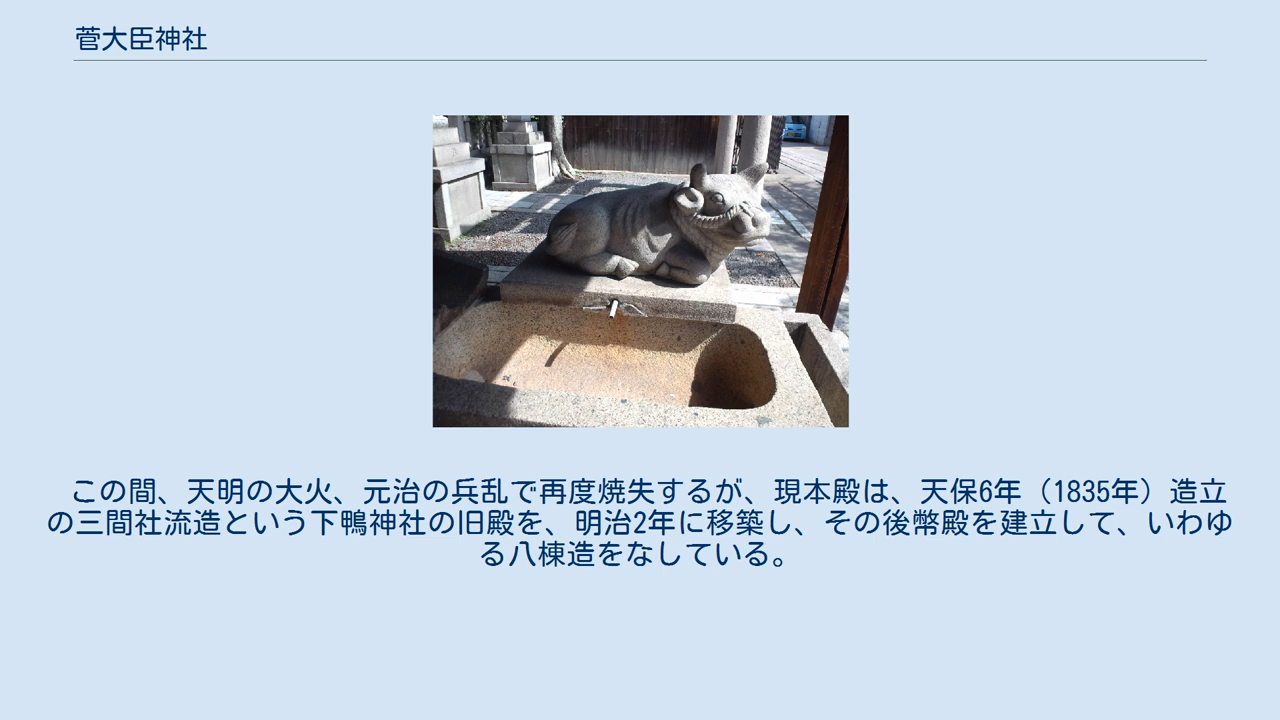 菅大臣神社
この間、天明の大火、元治の兵乱で再度焼失するが、現本殿は、天保6年（1835年）造立
の三間社流造という下鴨神社の旧殿を、明治2年に移築し、その後幣殿を建立して、いわゆ
る八棟造をなしている。